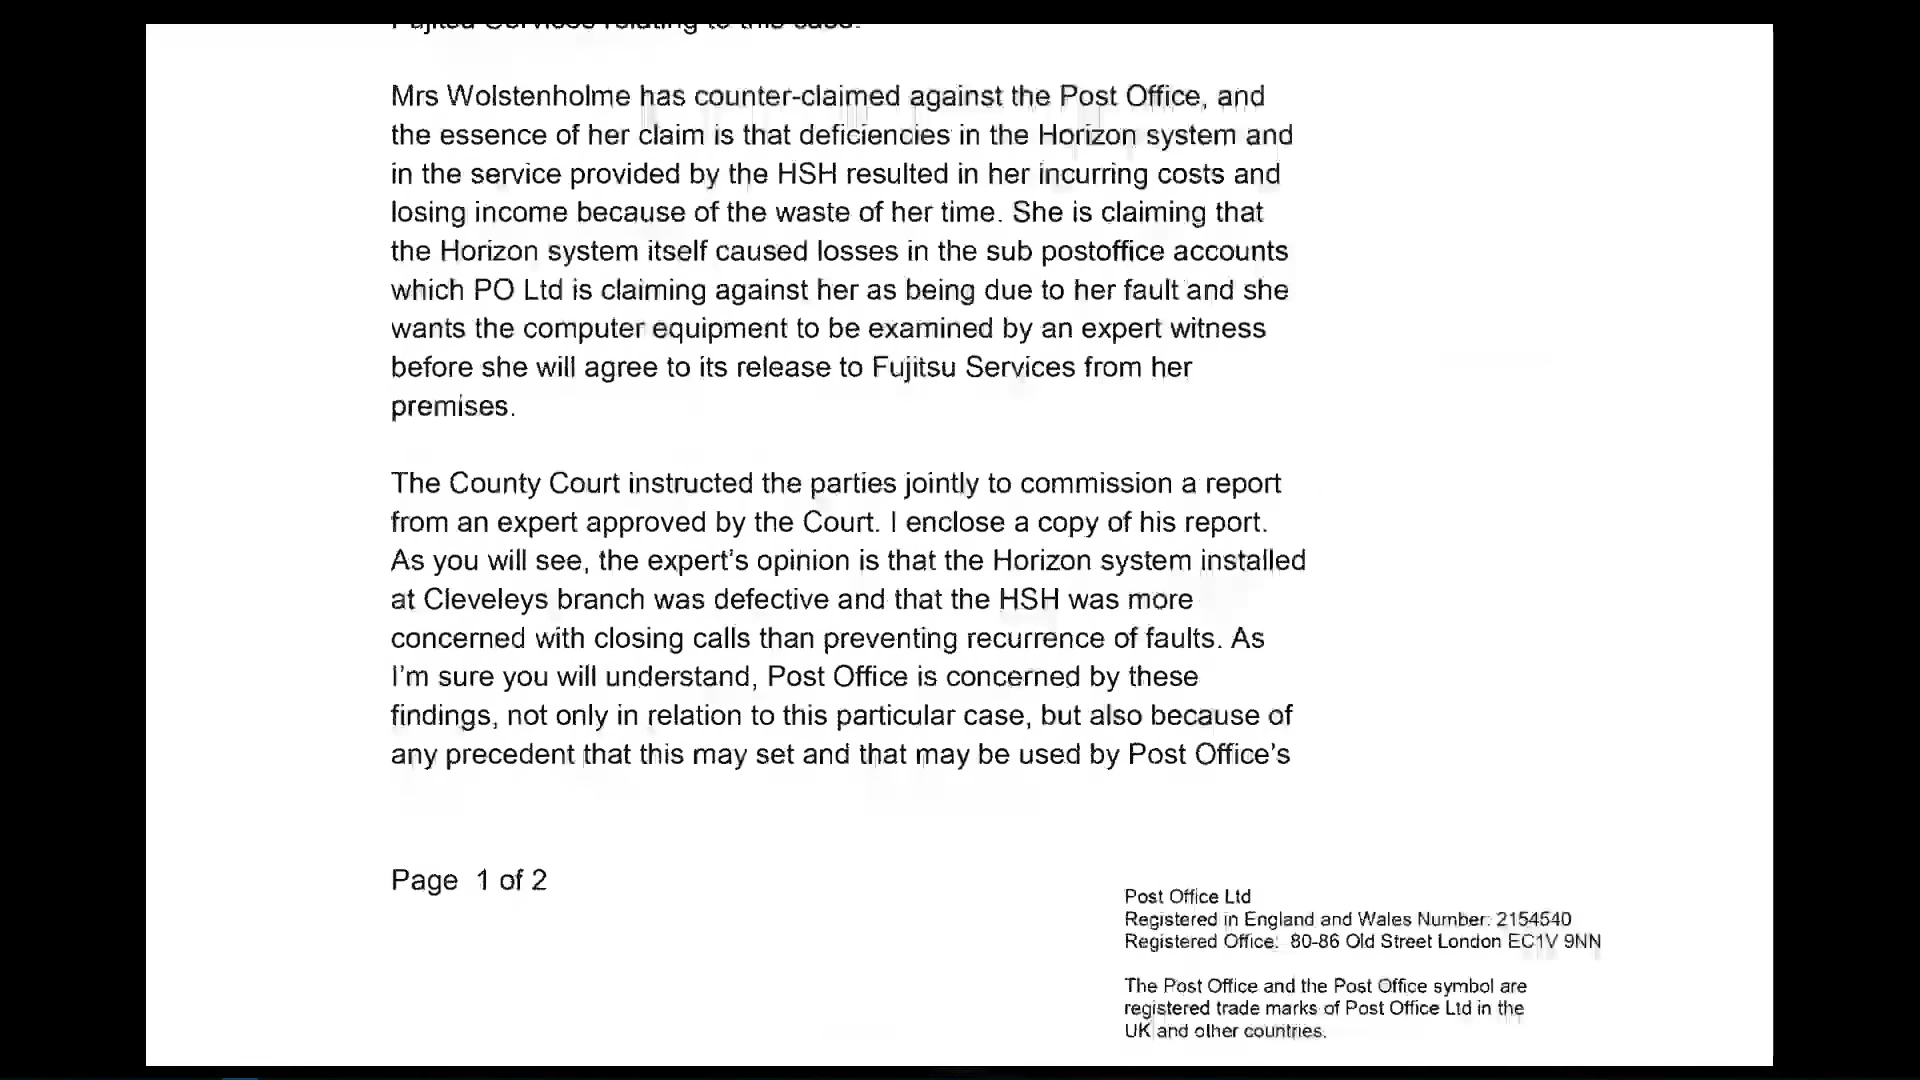 Fujitsu Services relating to this case.
Mrs Wolstenholme has counter-claimed against the Post Office, and
the essence of her claim is that deficiencies in the Horizon system and
in the service provided by the HSH resulted in her incurring costs and
losing income because of the waste of her time. She is claiming that
the Horizon system itself caused losses in the sub postoffice accounts
which PO Ltd is claiming against her as being due to her fault and she
wants the computer equipment to be examined by an expert witness
before she will agree to its release to Fujitsu Services from her
premises.
The County Court instructed the parties jointly to commission a report
from an expert approved by the Court. I enclose a copy of his report.
As you will see, the expert’s opinion is that the Horizon system installed
at Cleveleys branch was defective and that the HSH was more
concerned with closing calls than preventing recurrence of faults. As
I’m sure you will understand, Post Office is concerned by these
findings, not only in relation to this particular case, but also because of
any precedent that this may set and that may be used by Post Office’s
Page 1 of 2
Post Office Ltd
Registered in England and Wales Number: 2154540
Registered Office: 80-86 Old Street London EC1V 9NN
The Post Office and the Post Office symbol are
registered trade marks of Post Office Ltd in the
UK and other countries.